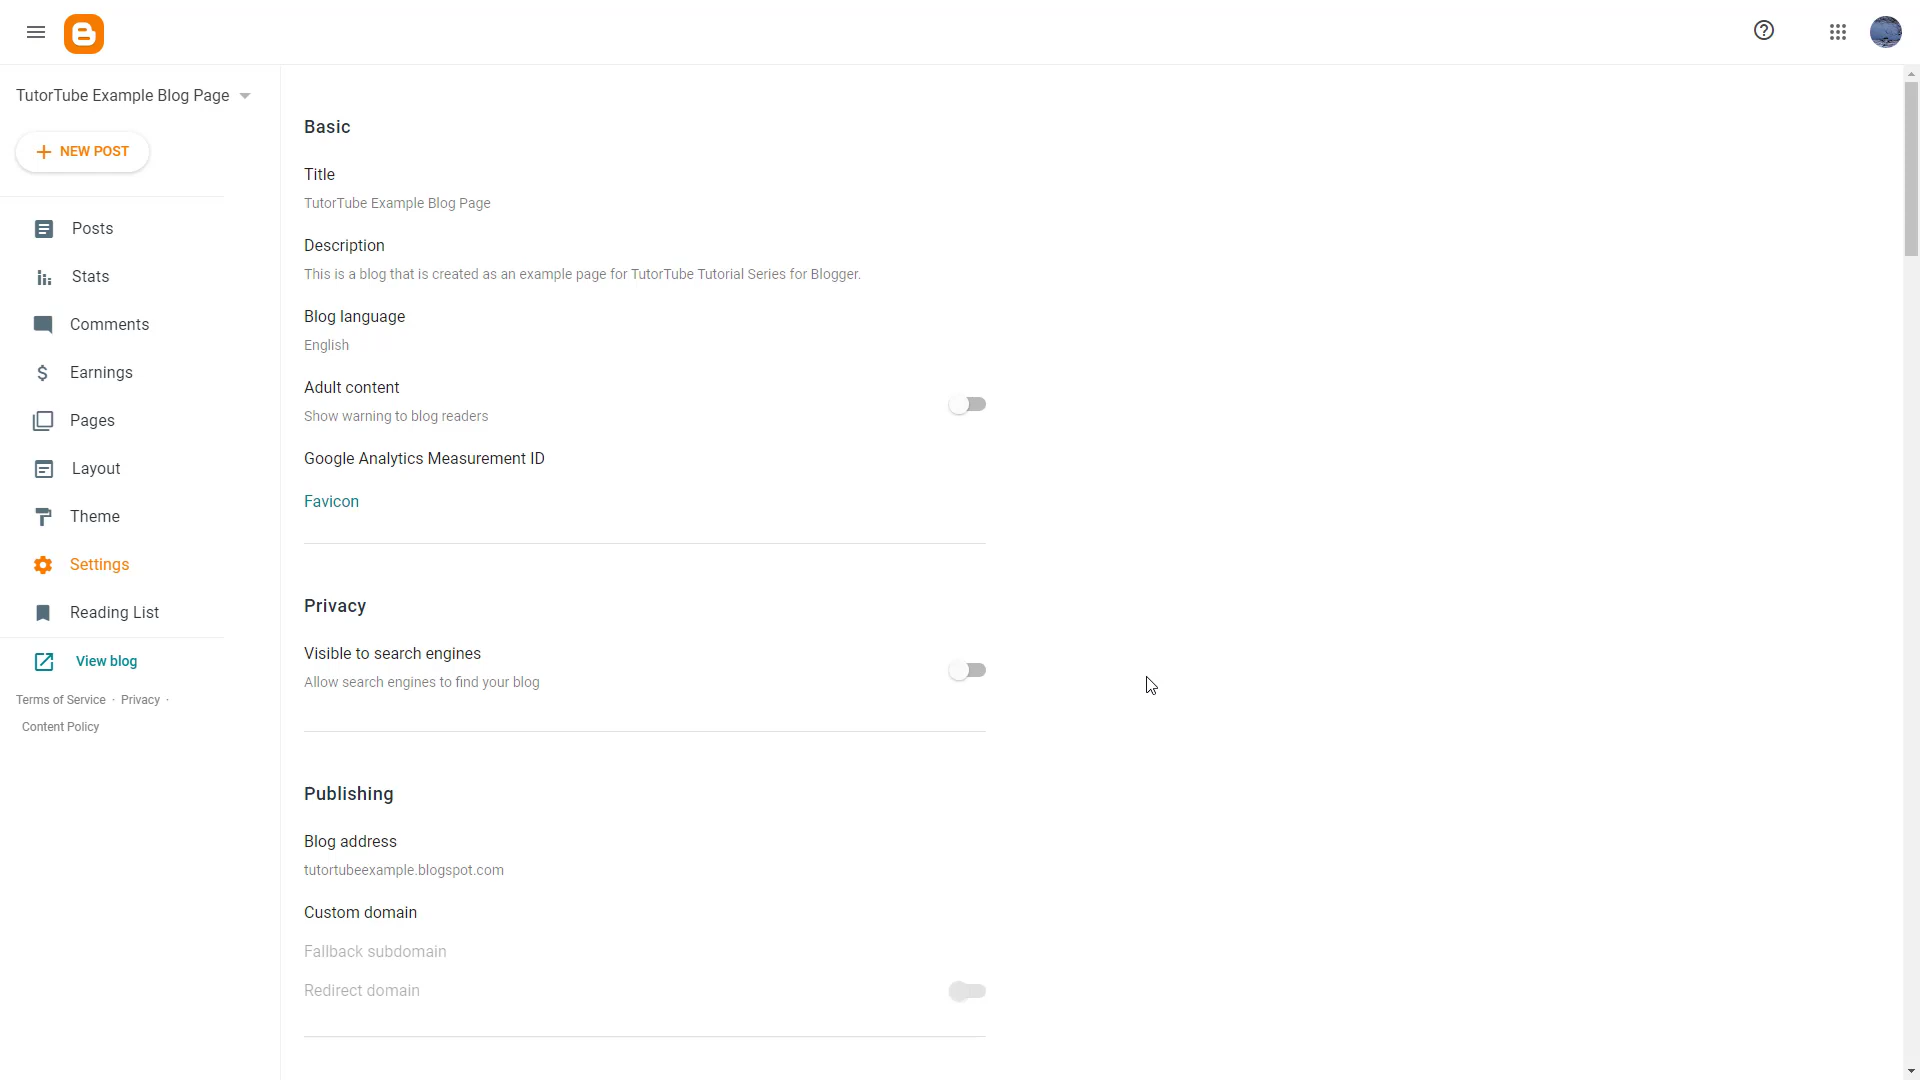 TutorTube Example Blog Page
NEW POST
Posts
Stats
Comments
Earnings
Pages
Layout
Theme
Settings
Reading List
View blog
Terms of Service · Privacy ·
Content Policy
Basic
Title
TutorTube Example Blog Page
Description
This is a blog that is created as an example page for TutorTube Tutorial Series for Blogger.
Blog language
English
Adult content
Show warning to blog readers
Google Analytics Measurement ID
Favicon
Privacy
Visible to search engines
Allow search engines to find your blog
Publishing
Blog address
tutortubeexample.blogspot.com
Custom domain
Fallback subdomain
Redirect domain